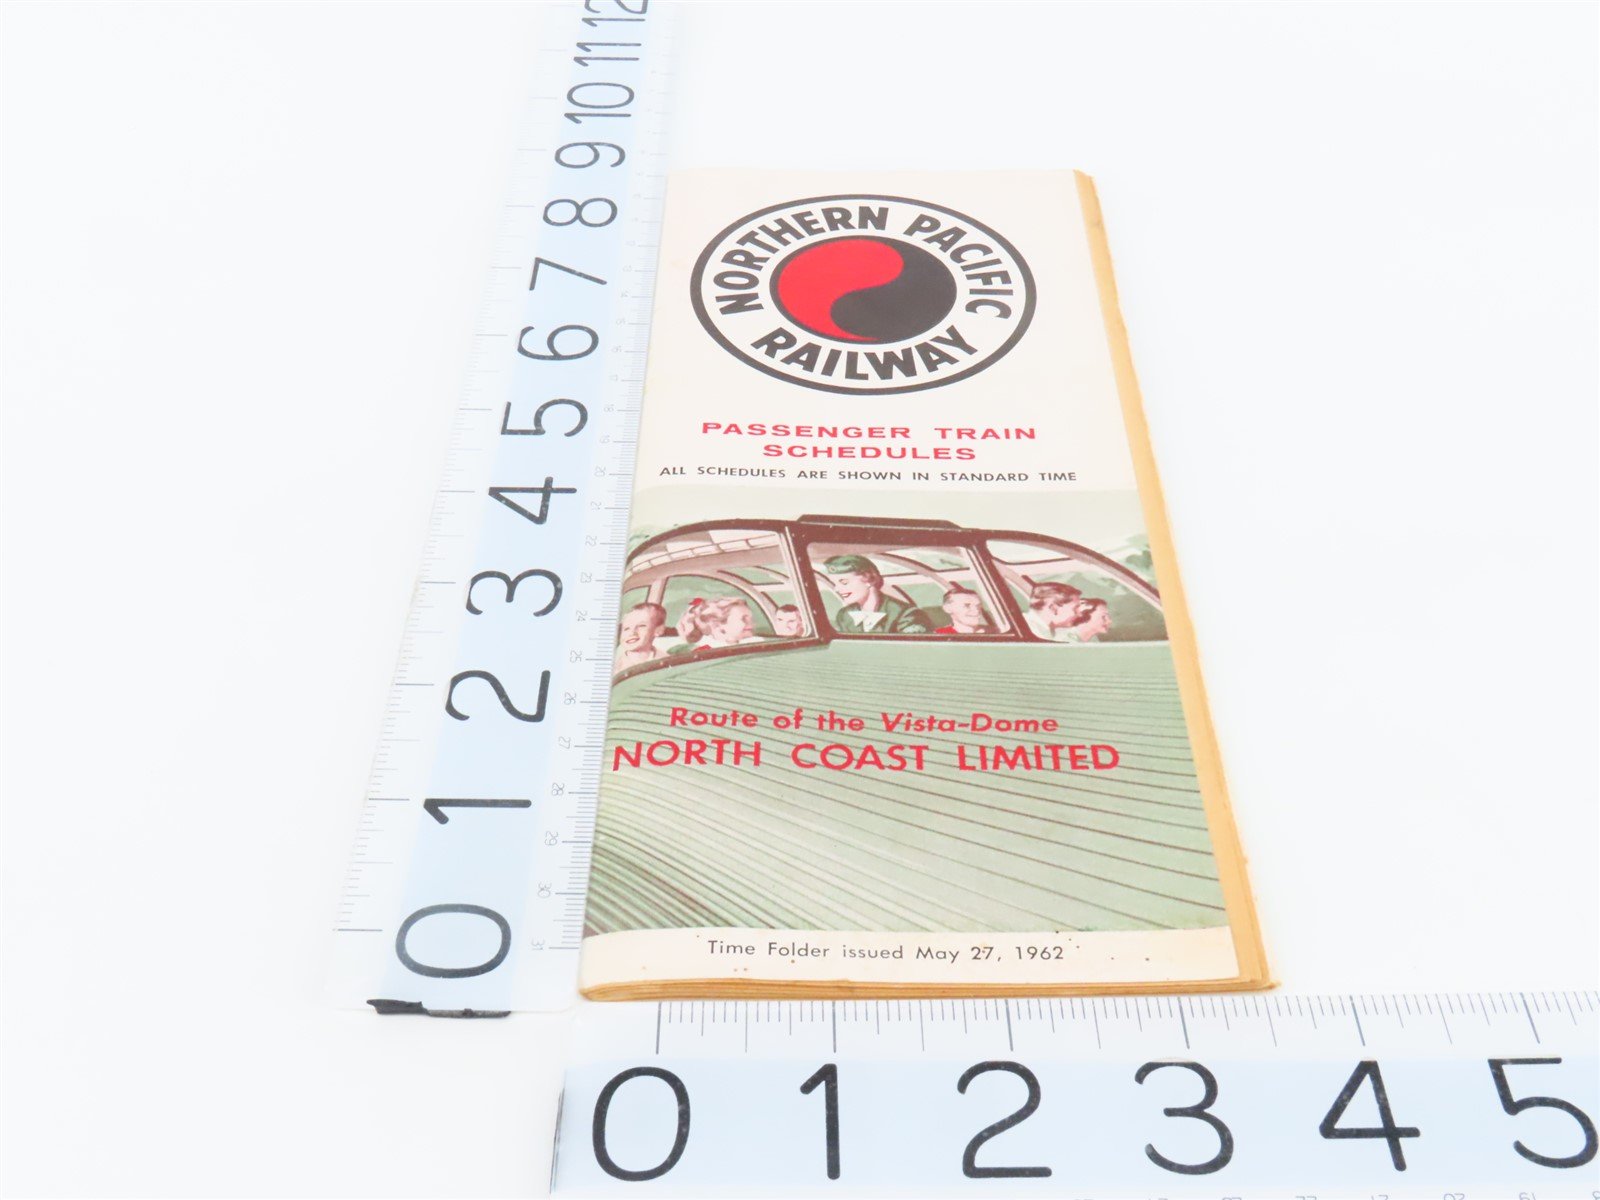 NORTHERN PACIFIC
RAILWAY
PASSENGER TRAIN
SCHEDULES
ALL SCHEDULES ARE SHOWN IN STANDARD TIME
Route of the Vista-Dome
NORTH COAST LIMITED
Time Folder issued May 27, 1962
12
11
10
9
8
7
6
5
4
3
2
1
0
0 1 2 3 4 5